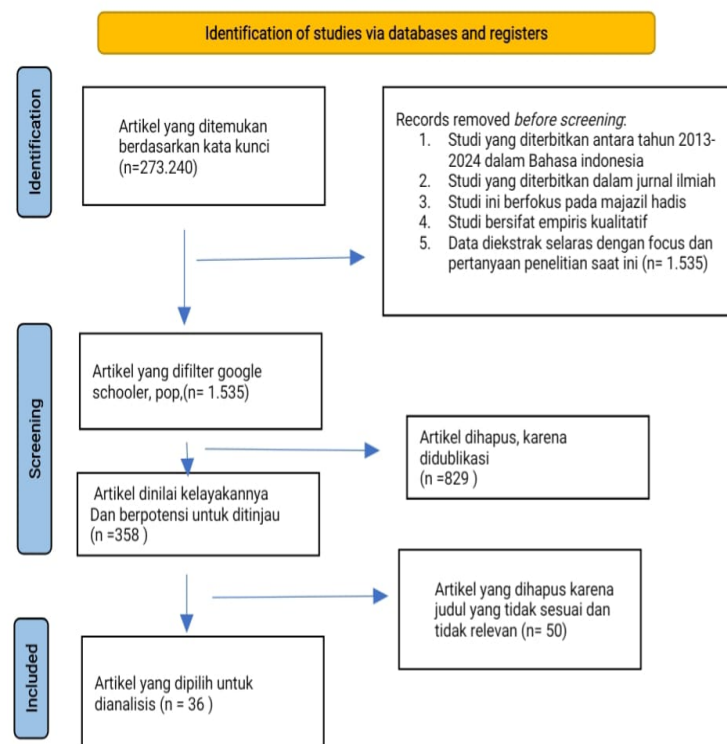 Identification of studies via databases and registers
Identification
Artikel yang ditemukan
berdasarkan kata kunci
(n=273.240)
Records removed before screening:
1. Studi yang diterbitkan antara tahun 2013-
2024 dalam Bahasa indonesia
2. Studi yang diterbitkan dalam jurnal ilmiah
3. Studi ini berfokus pada majazil hadis
4. Studi bersifat empiris kualitatif
5. Data diekstrak selaras dengan focus dan
pertanyaan penelitian saat ini (n= 1.535)
Screening
Artikel yang difilter google
schooler, pop,(n= 1.535)
Artikel dihapus, karena
didublikasi
(n =829 )
Artikel dinilai kelayakannya
Dan berpotensi untuk ditinjau
(n =358 )
Artikel yang dihapus karena
judul yang tidak sesuai dan
tidak relevan (n= 50)
Included
Artikel yang dipilih untuk
dianalisis (n = 36 )